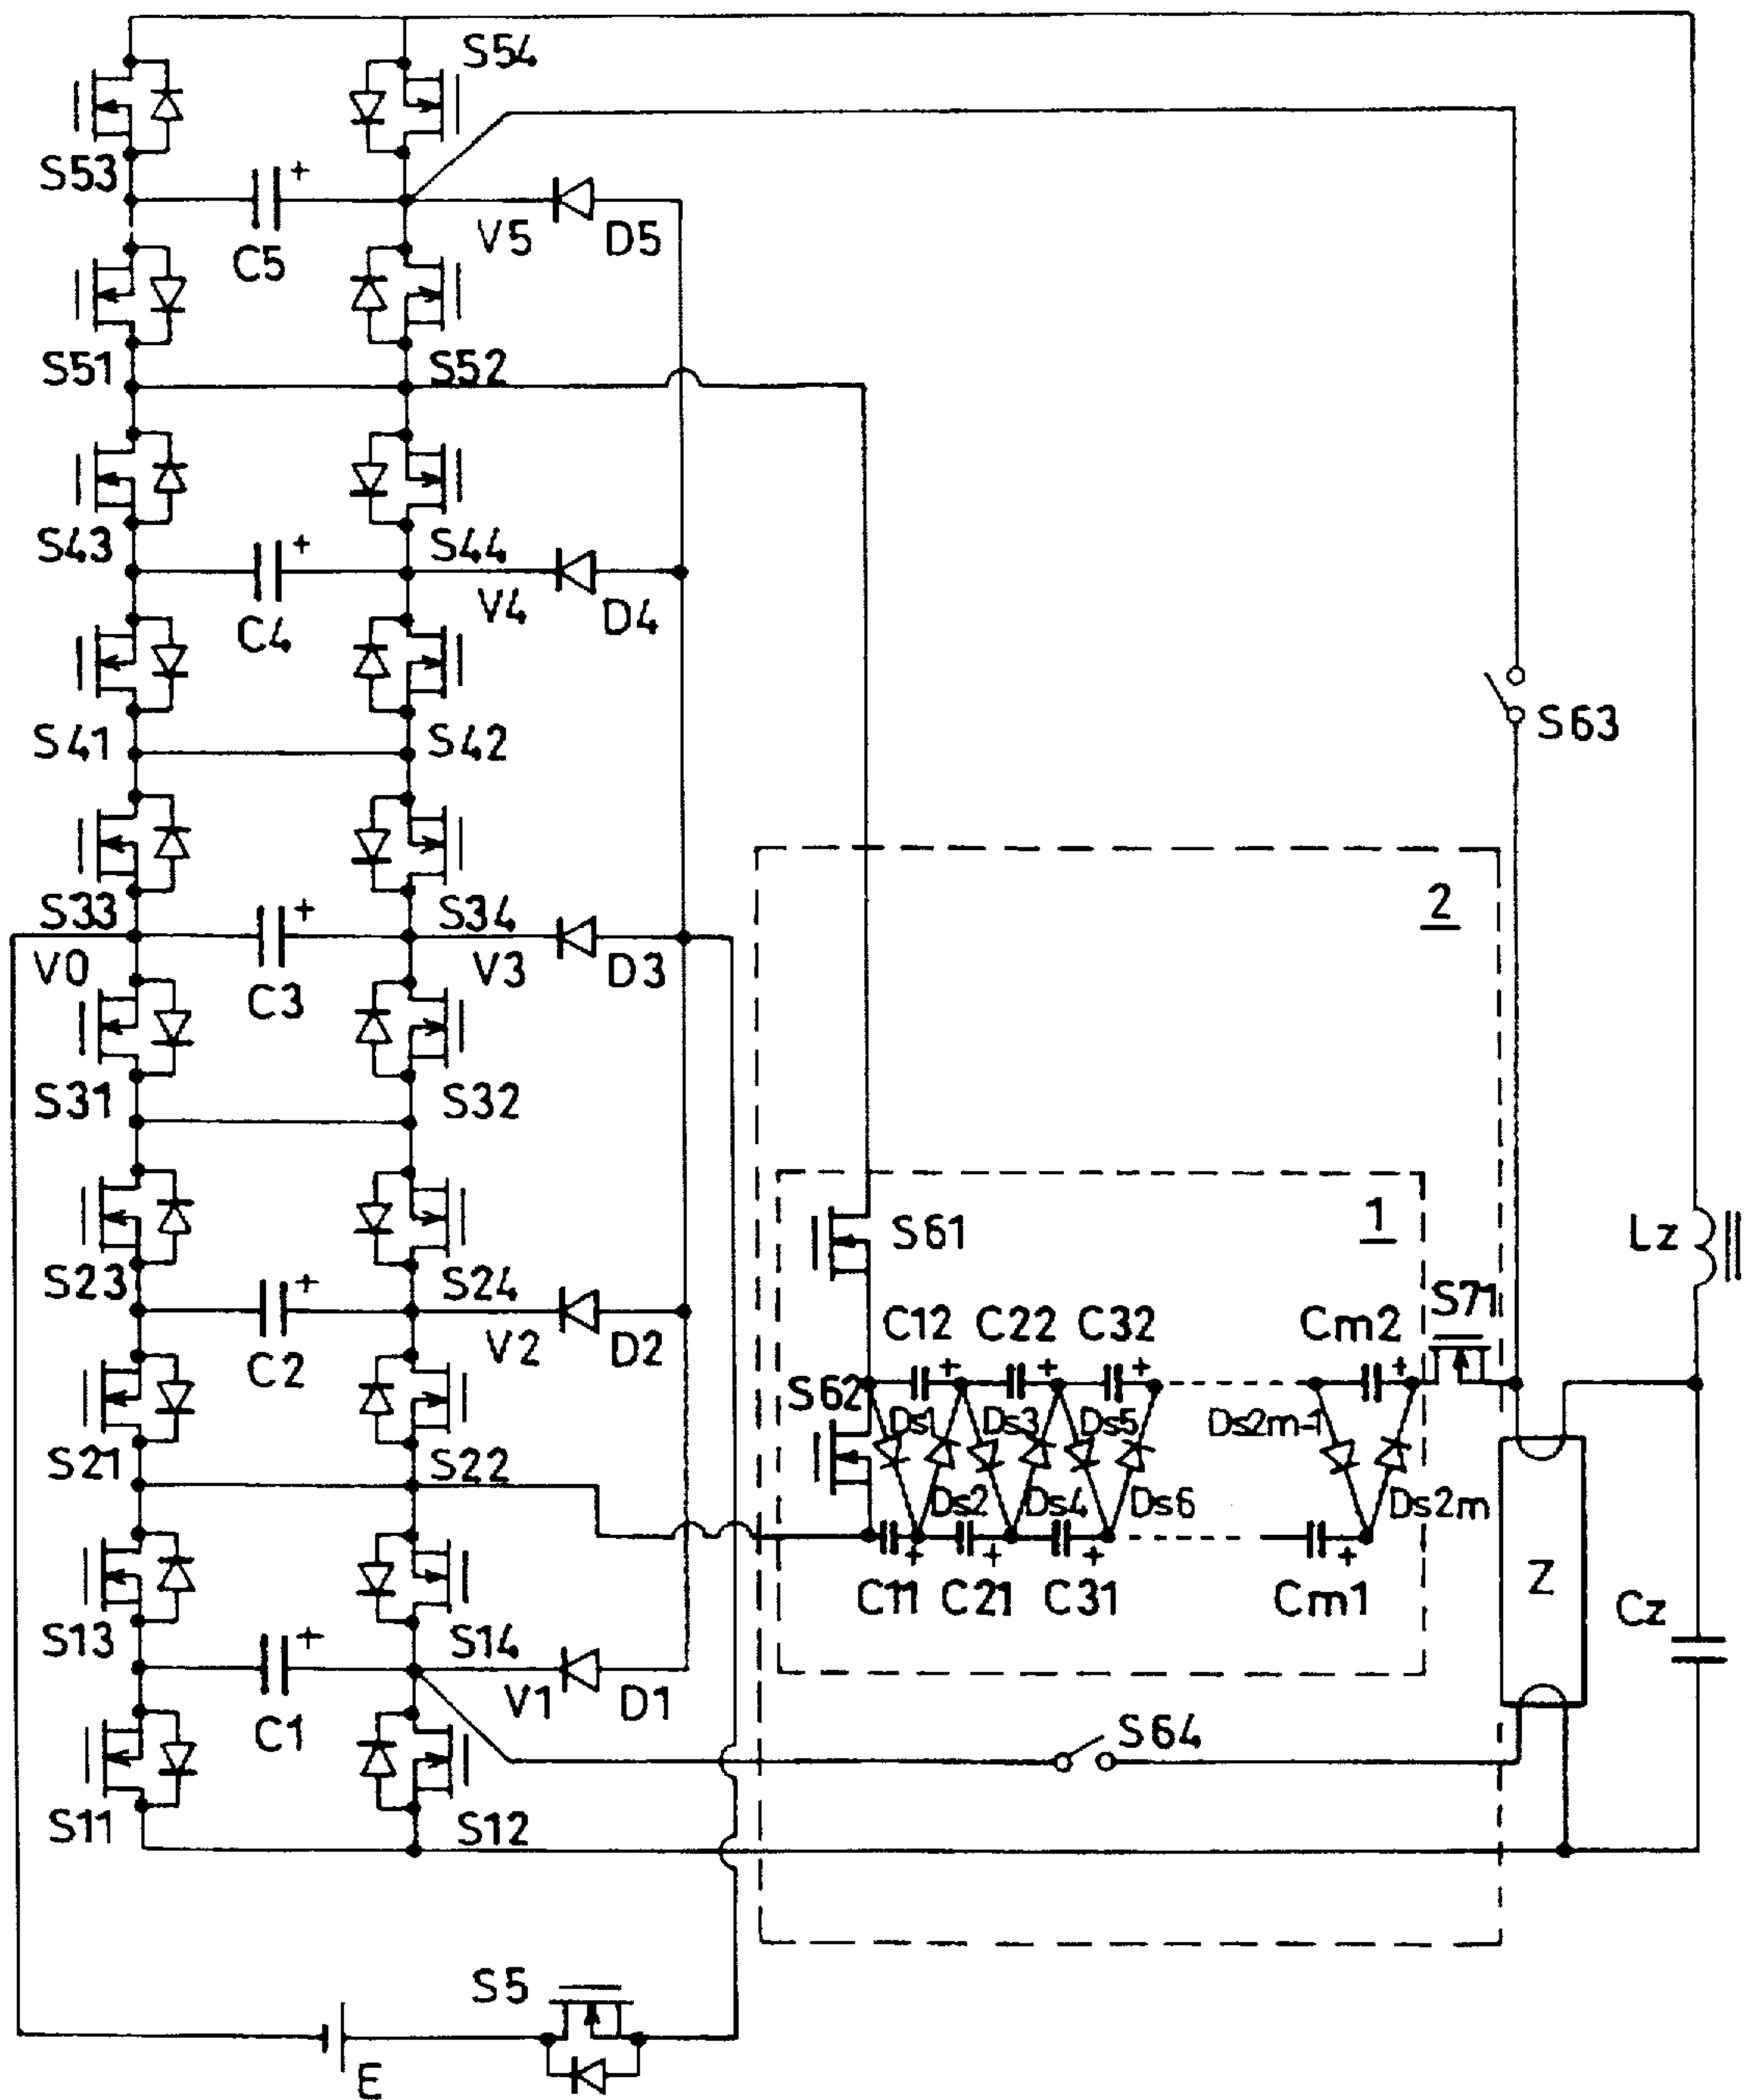 S54
S53
+
C5
V5
D5
S51
S52
S43
+
S44
C4
V4
D4
S41
S42
S63
S33
+
S34
2
V0
C3
V3
D3
S31
S32
S61
1
Lz
S23
+
S24
C2
V2
D2
C12
C22
C32
Cm2
S71
+
+
+
+
S62
Ds1
Ds3
Ds5
Ds2m-1
S21
S22
Ds2
Ds4
Ds6
Ds2m
+
+
+
+
C11
C21
C31
Cm1
Z
Cz
S13
+
S14
C1
V1
D1
S64
S11
S12
S5
E